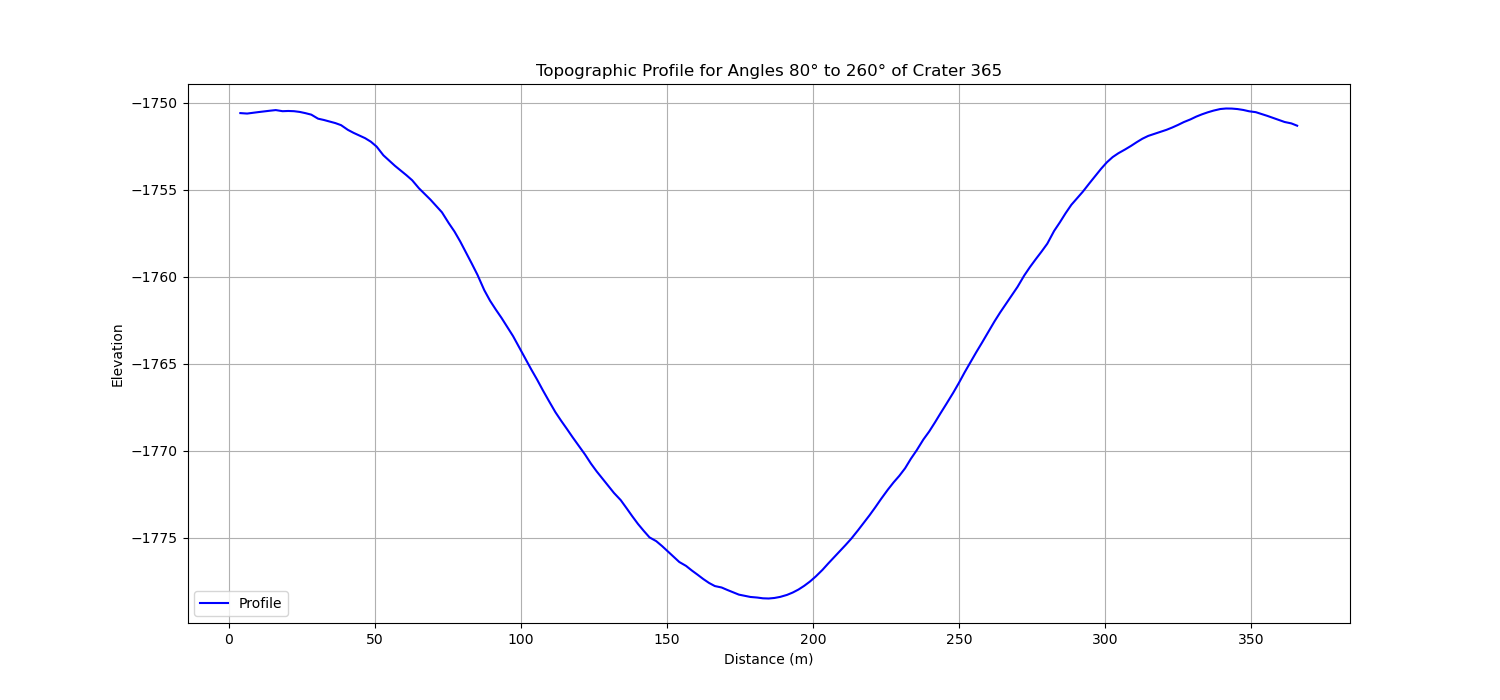 Topographic Profile for Angles 80° to 260° of Crater 365
−1750
−1755
−1760
−1765
−1770
−1775
Elevation
Profile
0 50 100 150 200 250 300 350
Distance (m)